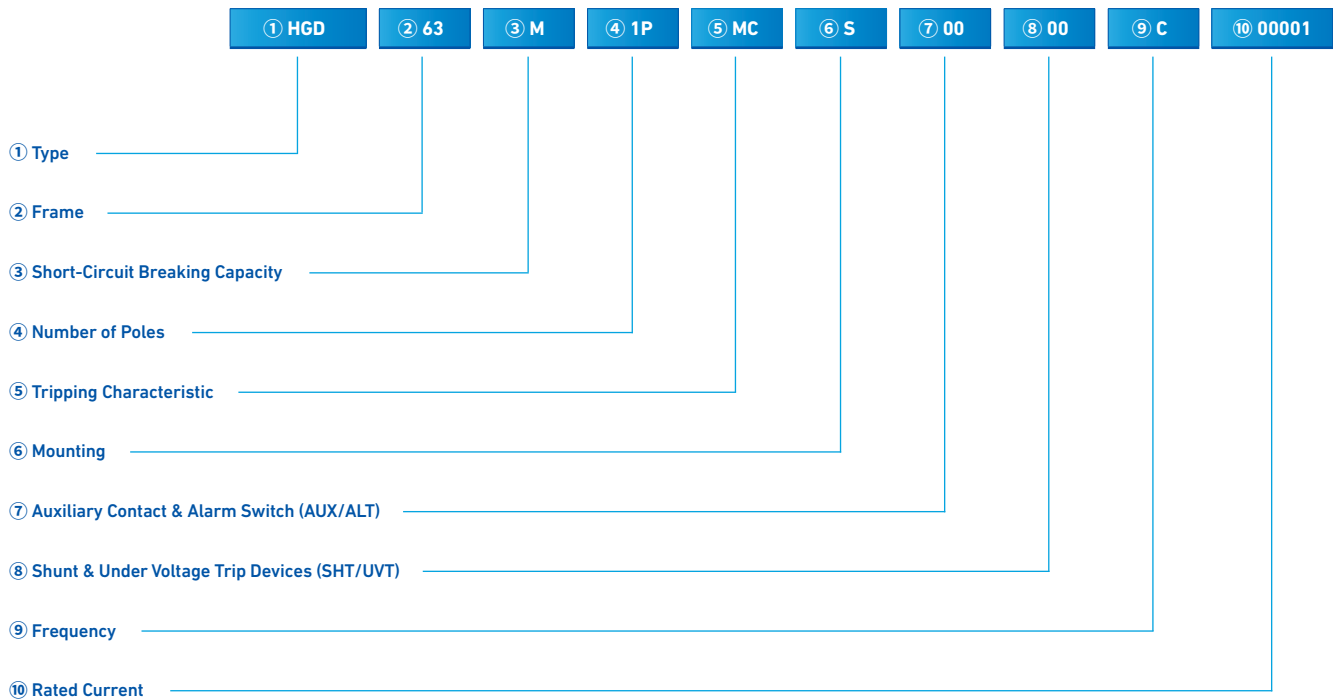 ① HGD ② 63 ③ M ④ 1P ⑤ MC ⑥ S ⑦ 00 ⑧ 00 ⑨ C ⑩ 00001
① Type
② Frame
③ Short-Circuit Breaking Capacity
④ Number of Poles
⑤ Tripping Characteristic
⑥ Mounting
⑦ Auxiliary Contact & Alarm Switch (AUX/ALT)
⑧ Shunt & Under Voltage Trip Devices (SHT/UVT)
⑨ Frequency
⑩ Rated Current